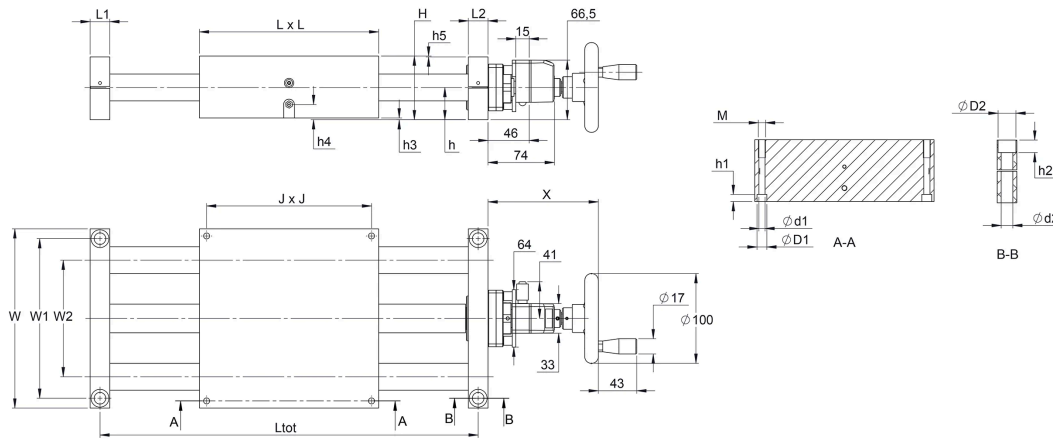 L1
L x L
H
L2
66,5
h5
15
h4
h3
h
46
74
J x J
X
64
41
W
W1
W2
33
Ø17
Ø100
43
A
A
B
B
Ltot
M
h1
Ød1
ØD1
A-A
ØD2
h2
B-B